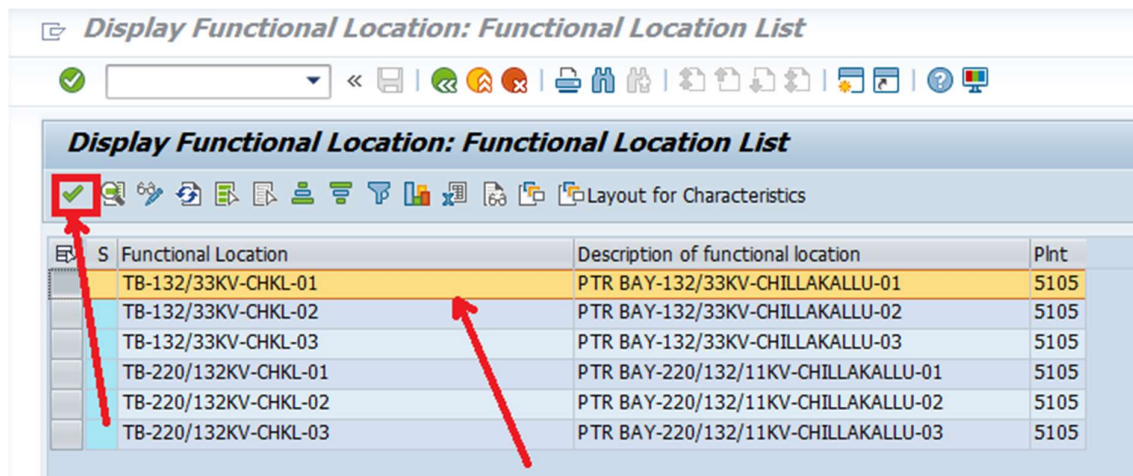 Display Functional Location: Functional Location List
Display Functional Location: Functional Location List
Layout for Characteristics
S Functional Location Description of functional location Plnt
TB-132/33KV-CHKL-01 PTR BAY-132/33KV-CHILLAKALLU-01 5105
TB-132/33KV-CHKL-02 PTR BAY-132/33KV-CHILLAKALLU-02 5105
TB-132/33KV-CHKL-03 PTR BAY-132/33KV-CHILLAKALLU-03 5105
TB-220/132KV-CHKL-01 PTR BAY-220/132/11KV-CHILLAKALLU-01 5105
TB-220/132KV-CHKL-02 PTR BAY-220/132/11KV-CHILLAKALLU-02 5105
TB-220/132KV-CHKL-03 PTR BAY-220/132/11KV-CHILLAKALLU-03 5105